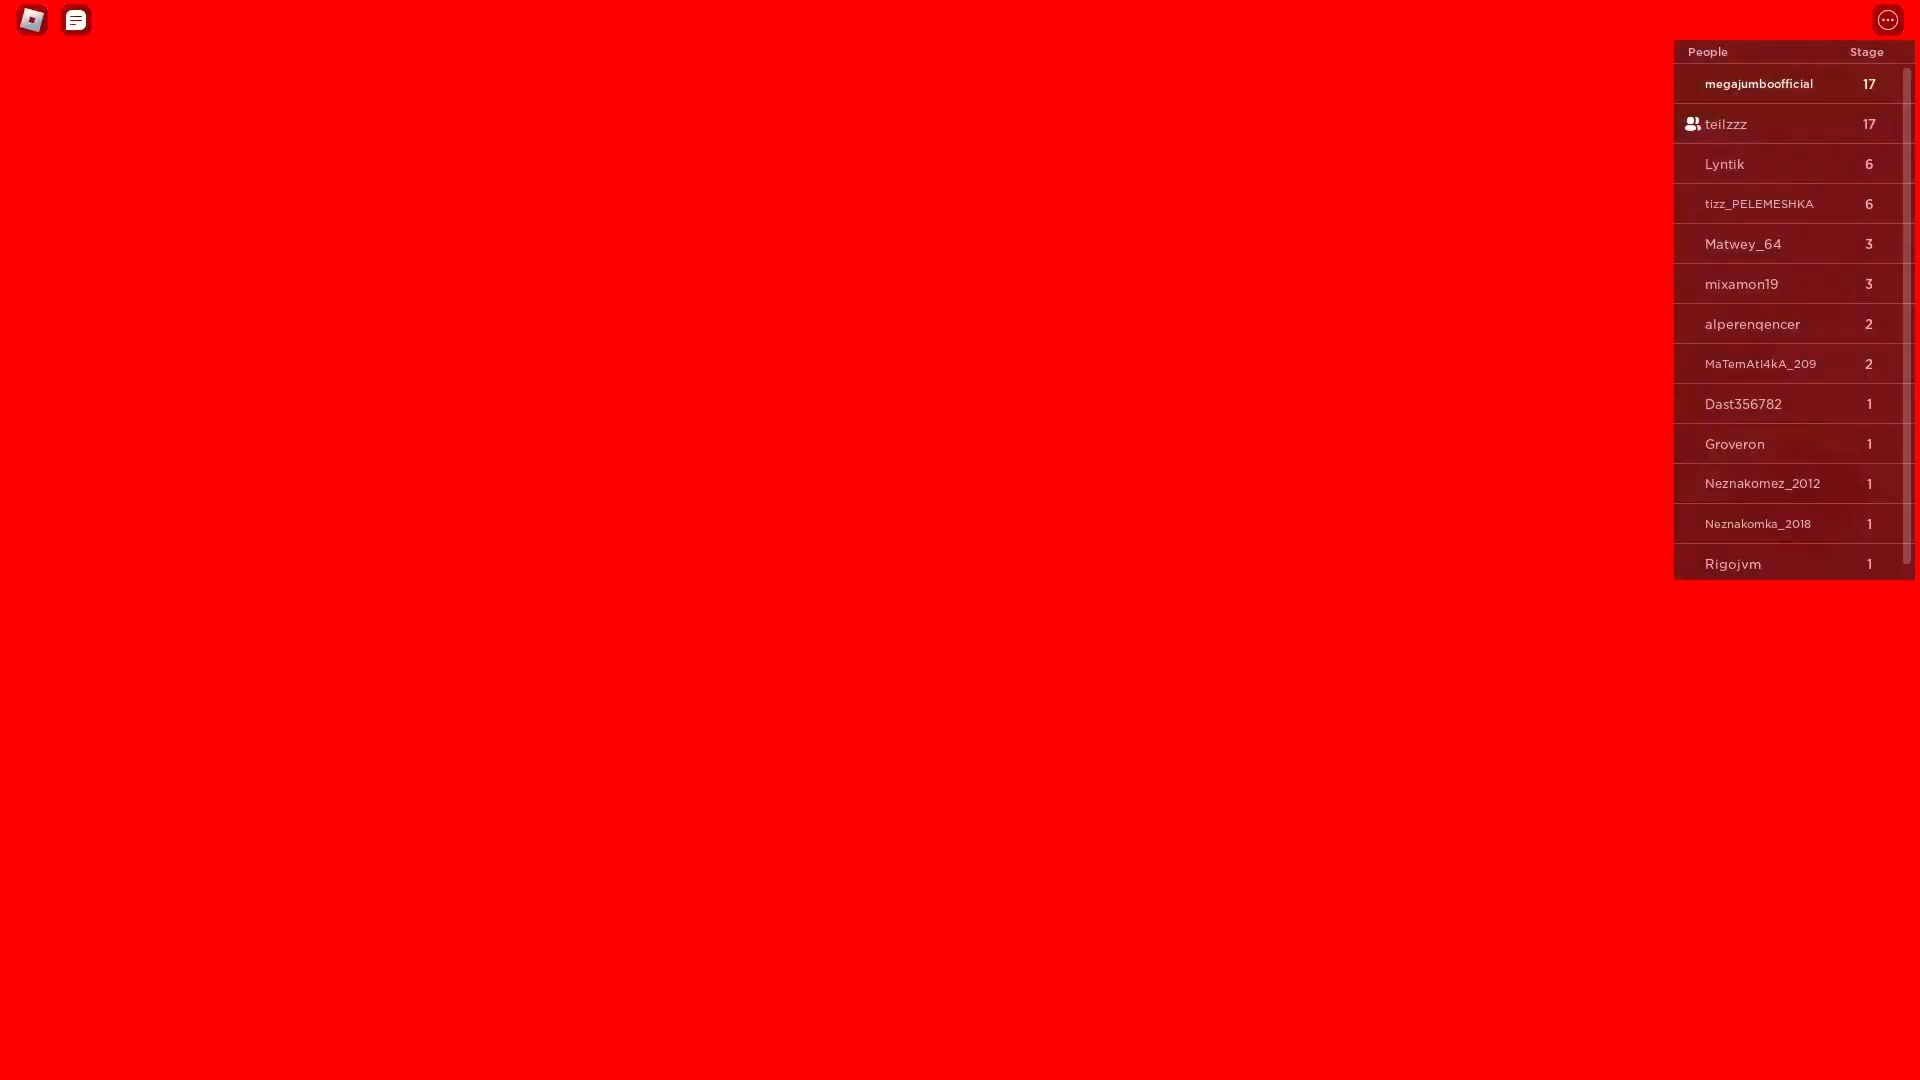 People Stage
megajumboofficial 17
teilzzz 17
Lyntik 6
tizz_PELEMESHKA 6
Matwey_64 3
mixamon19 3
alperenqencer 2
MaTemAtI4kA_209 2
Dast356782 1
Groveron 1
Neznakomez_2012 1
Neznakomka_2018 1
Rigojvm 1